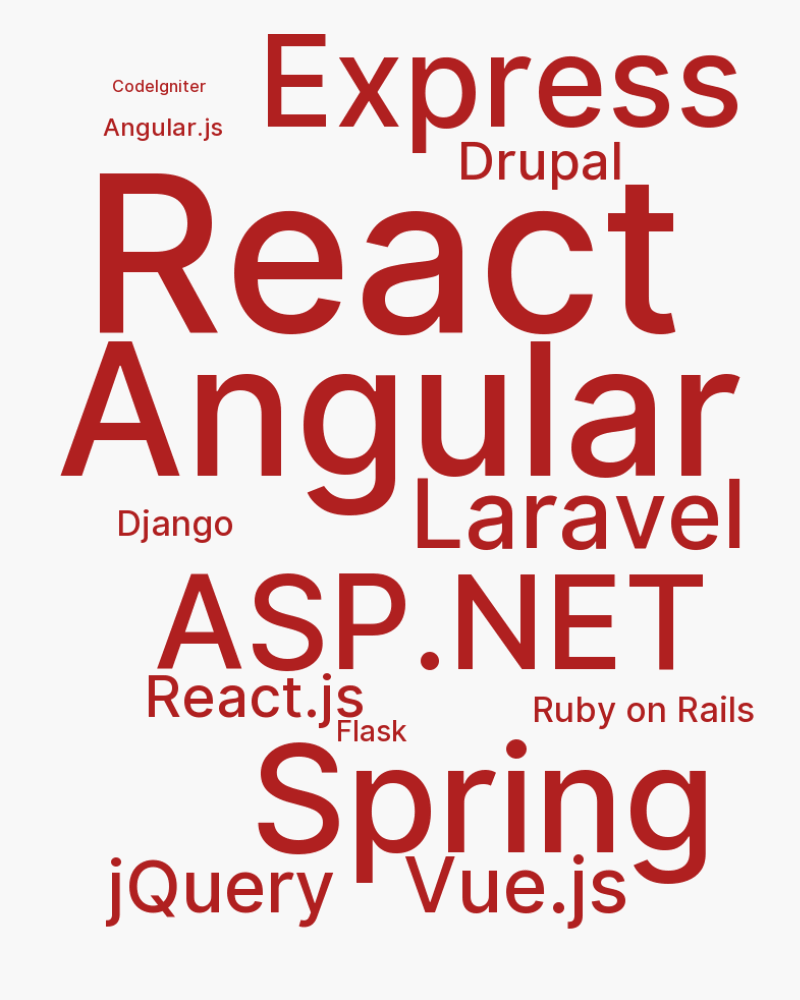 Express
CodeIgniter
Angular.js
Drupal
React
Angular
Laravel
Django
ASP.NET
React.js
Ruby on Rails
Flask
Spring
jQuery
Vue.js